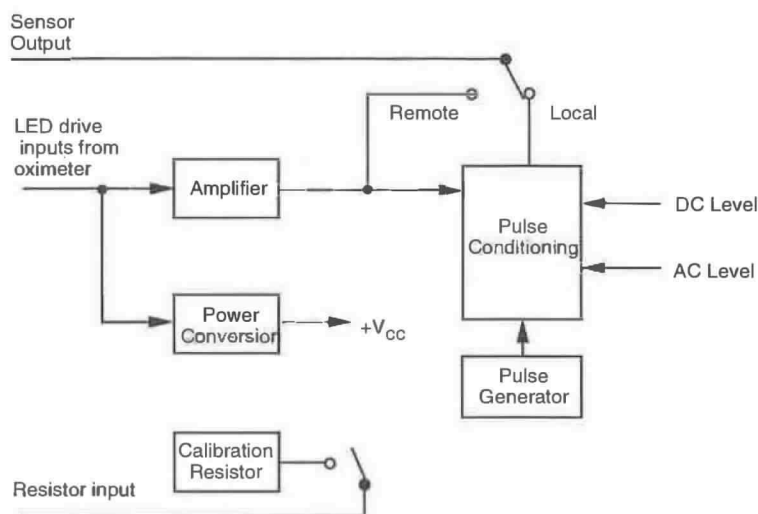 Sensor
Output
Remote
Local
LED drive
inputs from
oximeter
Amplifier
Pulse
Conditioning
DC Level
AC Level
Power
Conversion
+VCC
Pulse
Generator
Calibration
Resistor
Resistor input